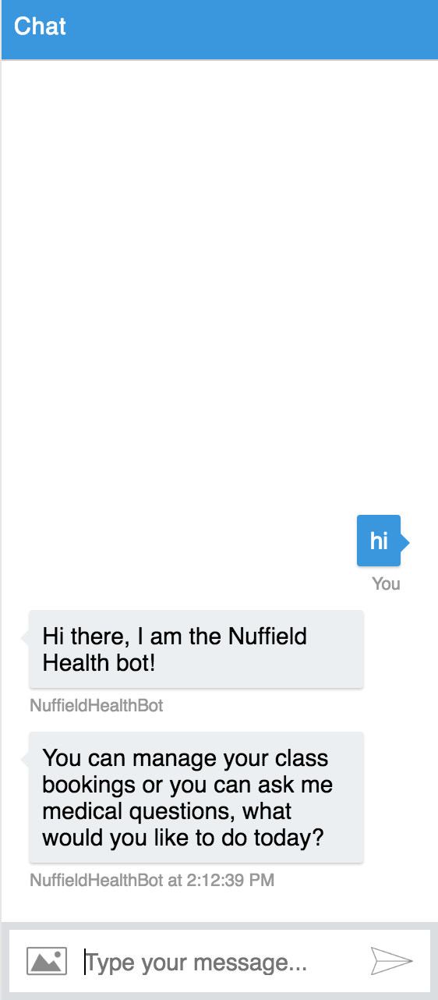 Chat
hi
You
Hi there, I am the Nuffield
Health bot!
NuffieldHealthBot
You can manage your class
bookings or you can ask me
medical questions, what
would you like to do today?
NuffieldHealthBot at 2:12:39 PM
Type your message...